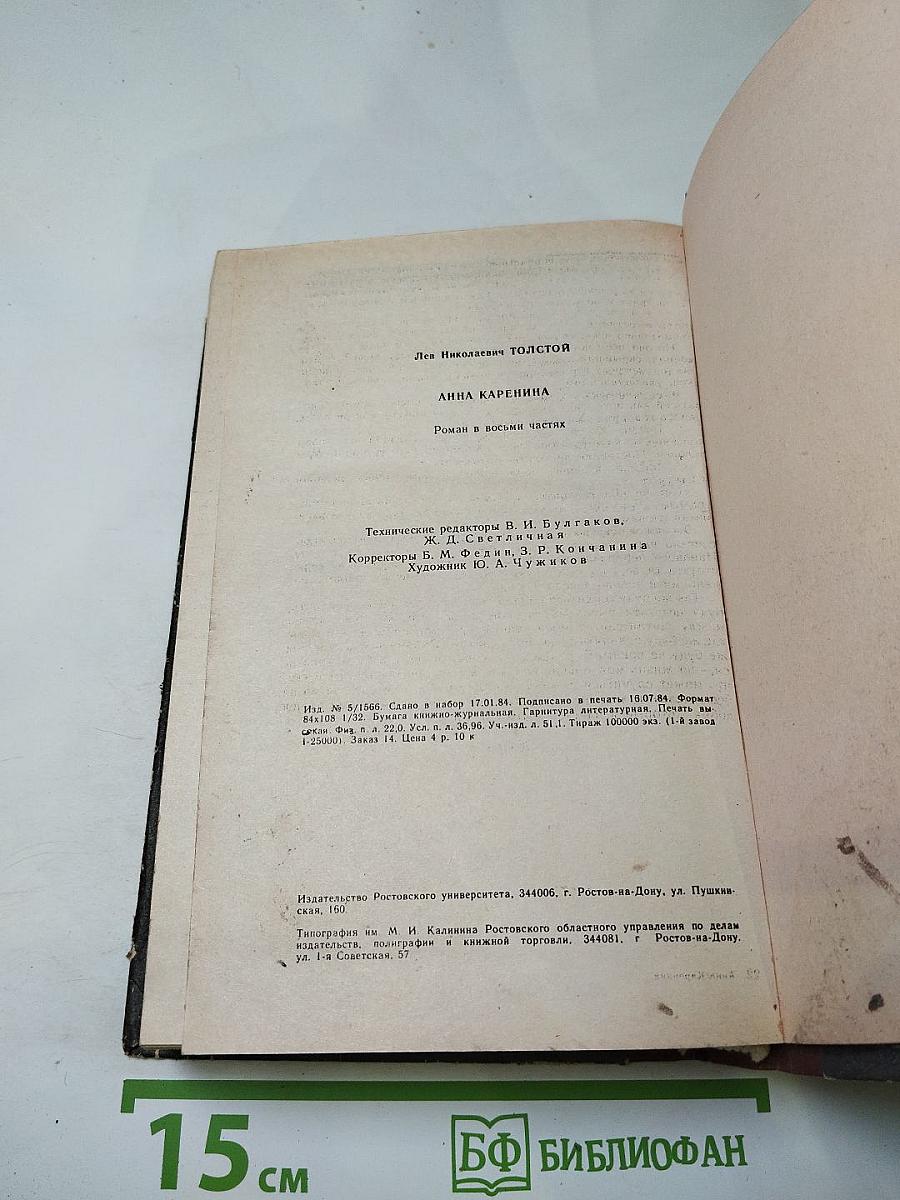 Лев Николаевич ТОЛСТОЙ
АННА КАРЕНИНА
Роман в восьми частях
Технические редакторы В. И. Булгаков,
Ж. Д. Светличная
Корректоры Б. М. Федин, З. Р. Кончанина
Художник Ю. А. Чужиков
Изд. № 5/1566. Сдано в набор 17.01.84. Подписано в печать 16.07.84. Формат
84x108 1/32. Бумага книжно-журнальная. Гарнитура литературная. Печать вы-
сокая. Физ. п. л. 22,0. Усл. п. л. 36,96. Уч.-изд. л. 51,1. Тираж 100000 экз. (1-й завод
1-25000). Заказ 14. Цена 4 р. 10 к
Издательство Ростовского университета, 344006, г. Ростов-на-Дону, ул. Пушкин-
ская, 160
Типография им М. И. Калинина Ростовского областного управления по делам
издательств, полиграфии и книжной торговли, 344081, г Ростов-на-Дону,
ул. 1-я Советская, 57
15 см
БФ БИБЛИОФАН